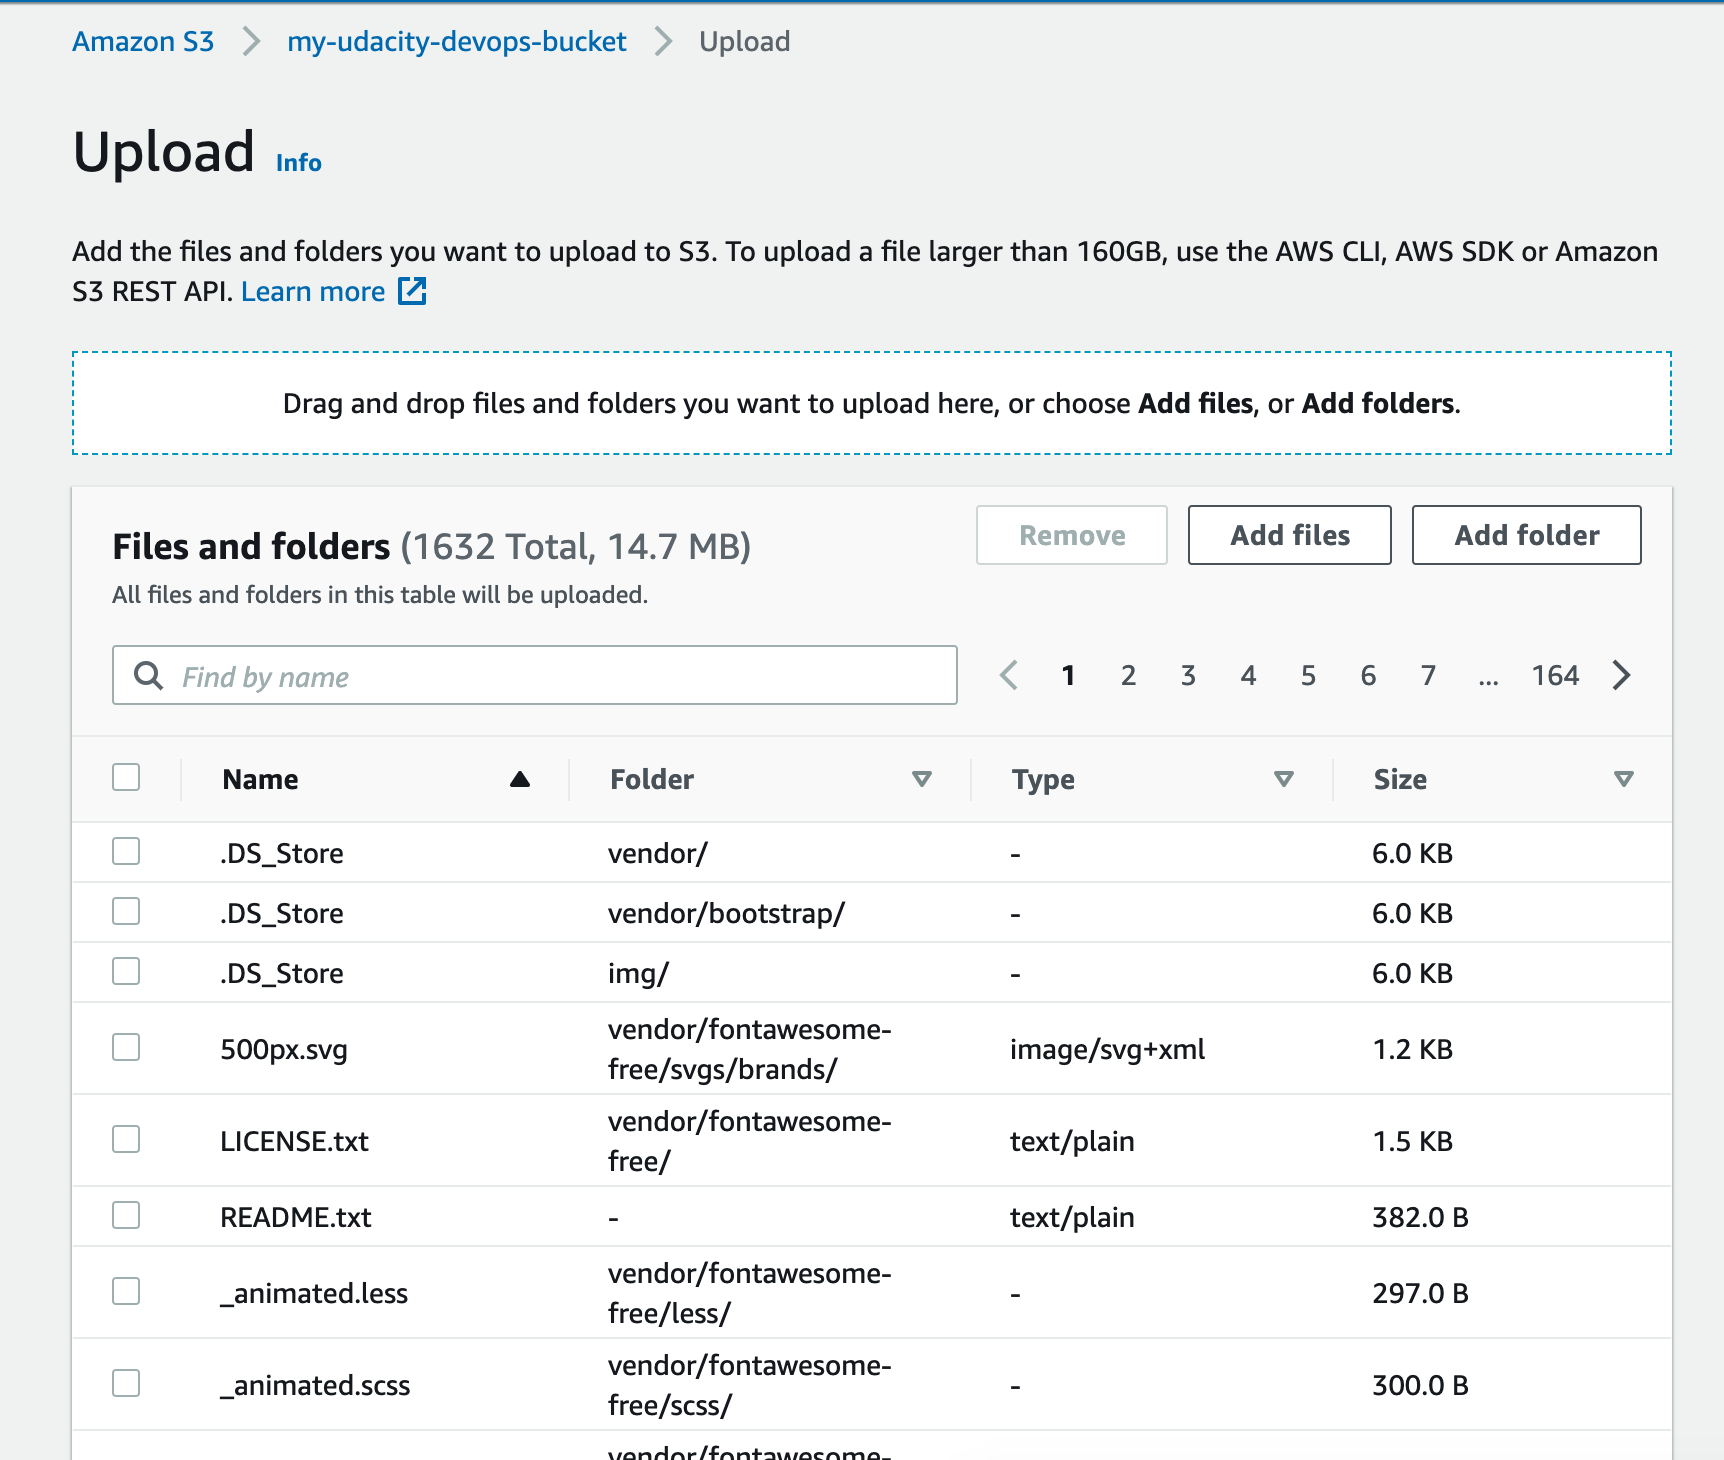 Amazon S3 > my-udacity-devops-bucket > Upload
Upload Info
Add the files and folders you want to upload to S3. To upload a file larger than 160GB, use the AWS CLI, AWS SDK or Amazon
S3 REST API. Learn more
Drag and drop files and folders you want to upload here, or choose Add files, or Add folders.
Files and folders (1632 Total, 14.7 MB)
Remove Add files Add folder
All files and folders in this table will be uploaded.
Find by name
1 2 3 4 5 6 7 ... 164
Name Folder Type Size
.DS_Store vendor/ - 6.0 KB
.DS_Store vendor/bootstrap/ - 6.0 KB
.DS_Store img/ - 6.0 KB
500px.svg vendor/fontawesome-
free/svgs/brands/ image/svg+xml 1.2 KB
LICENSE.txt vendor/fontawesome-
free/ text/plain 1.5 KB
README.txt - text/plain 382.0 B
_animated.less vendor/fontawesome-
free/less/ - 297.0 B
_animated.scss vendor/fontawesome-
free/scss/ - 300.0 B
vendor/fontawesome-